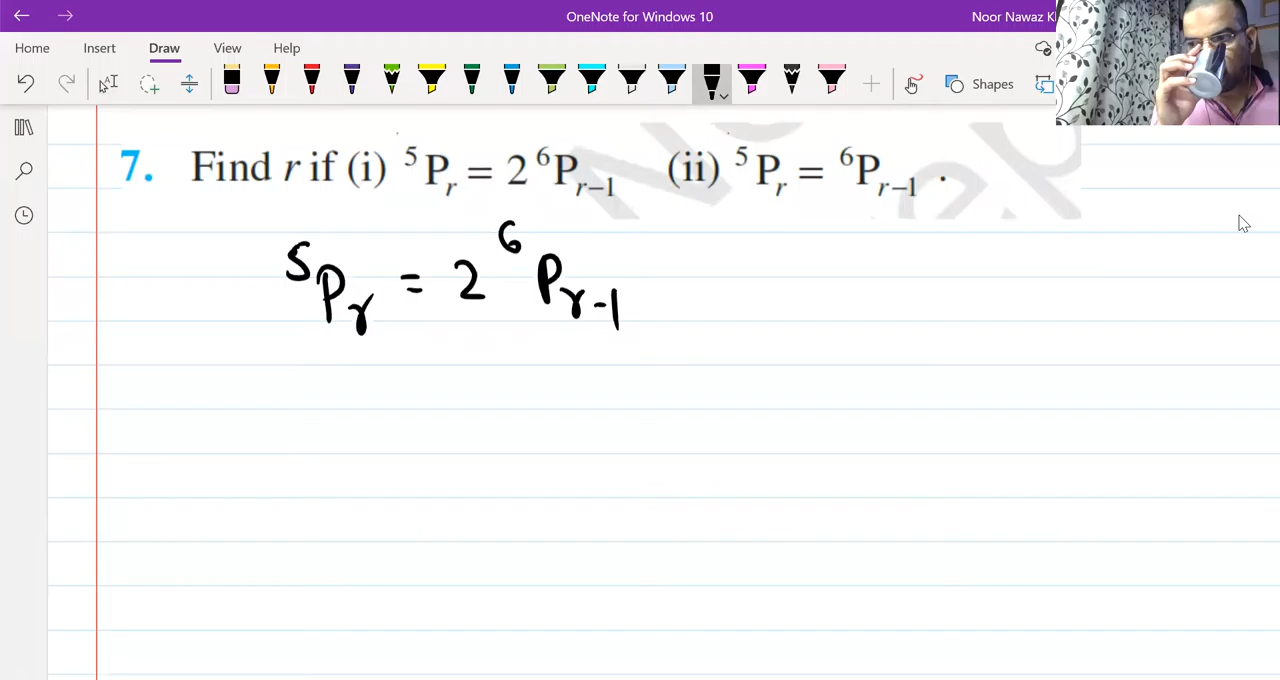 OneNote for Windows 10
Noor Nawaz K
Home Insert Draw View Help
Shapes
7. Find r if (i) ⁵Pᵣ = 2 ⁶Pᵣ₋₁ (ii) ⁵Pᵣ = ⁶Pᵣ₋₁ .
⁵Pᵣ = 2 ⁶Pᵣ₋₁